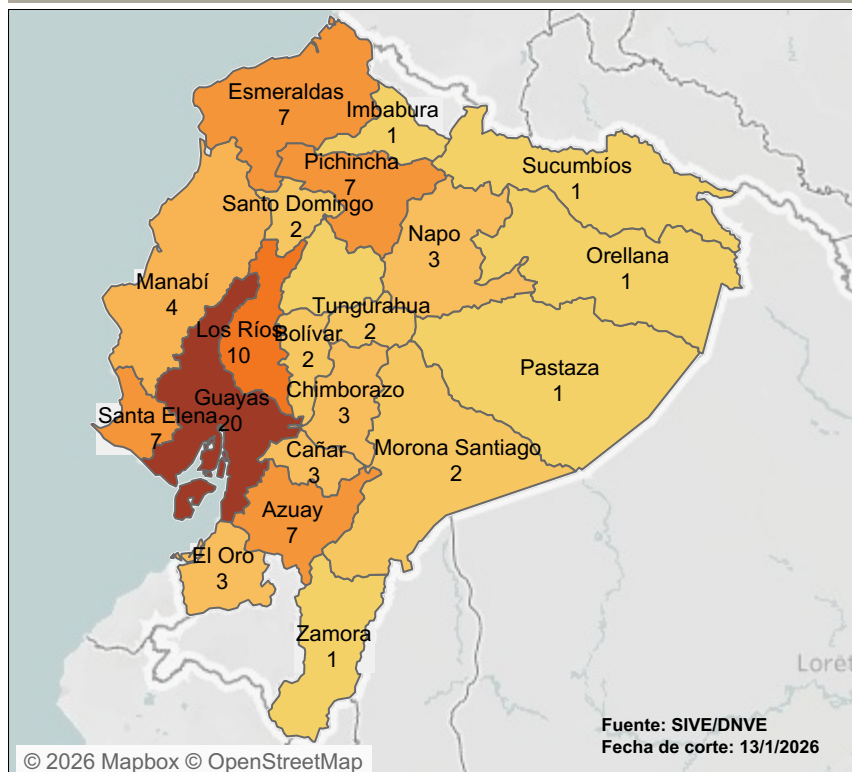 Esmeraldas
7
Imbabura
1
Pichincha
7
Sucumbíos
1
Santo Domingo
2
Napo
3
Orellana
1
Manabí
4
Tungurahua
2
Los Ríos
10
Bolívar
2
Pastaza
1
Chimborazo
3
Guayas
20
Santa Elena
7
Cañar
3
Morona Santiago
2
Azuay
7
El Oro
3
Zamora
1
Loret
Fuente: SIVE/DNVE
Fecha de corte: 13/1/2026
© 2026 Mapbox © OpenStreetMap